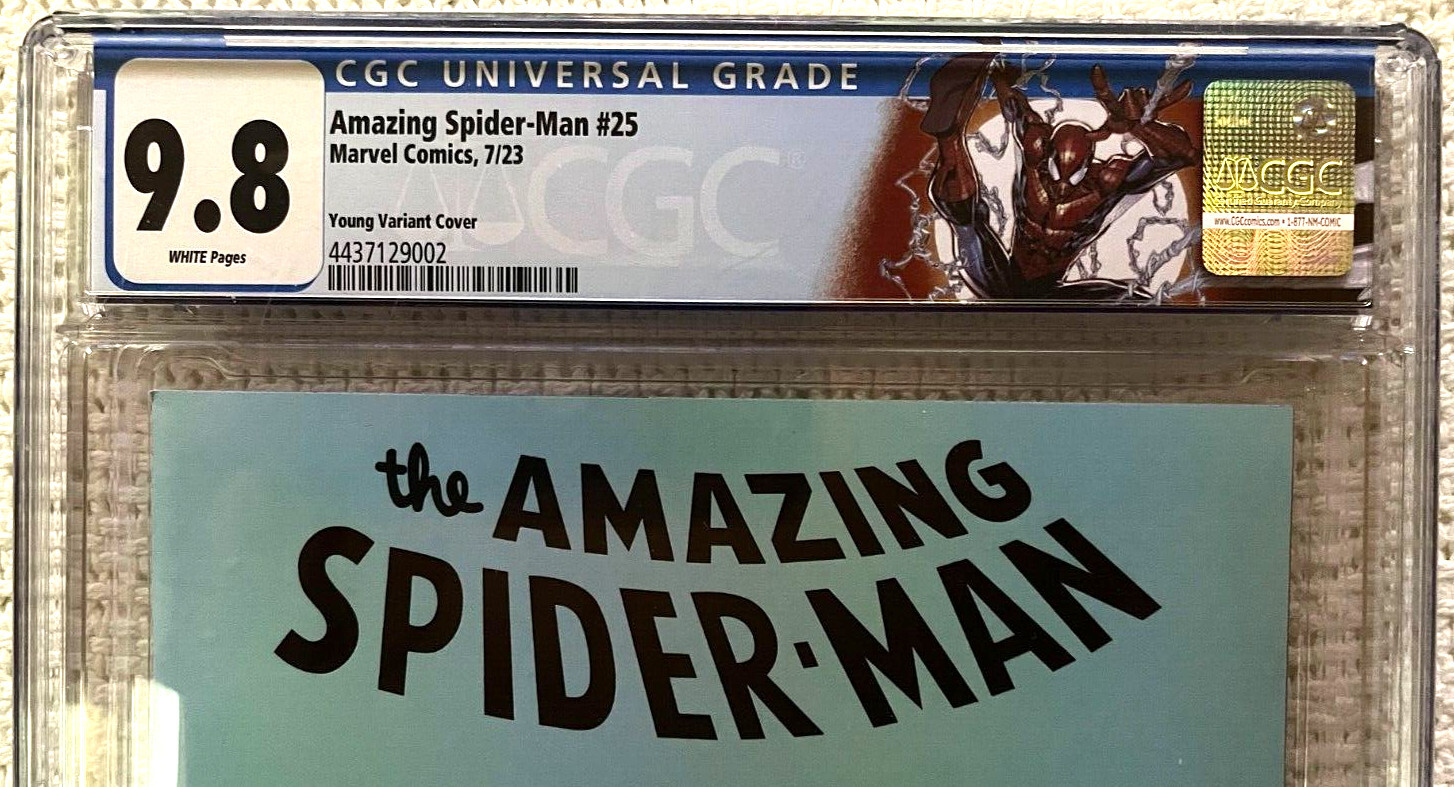 CGC UNIVERSAL GRADE
9.8
WHITE Pages
Amazing Spider-Man #25
Marvel Comics, 7/23
Young Variant Cover
4437129002
CGC®
CGC
www.CGCcomics.com • 1-877-NM-COMIC
the AMAZING
SPIDER-MAN